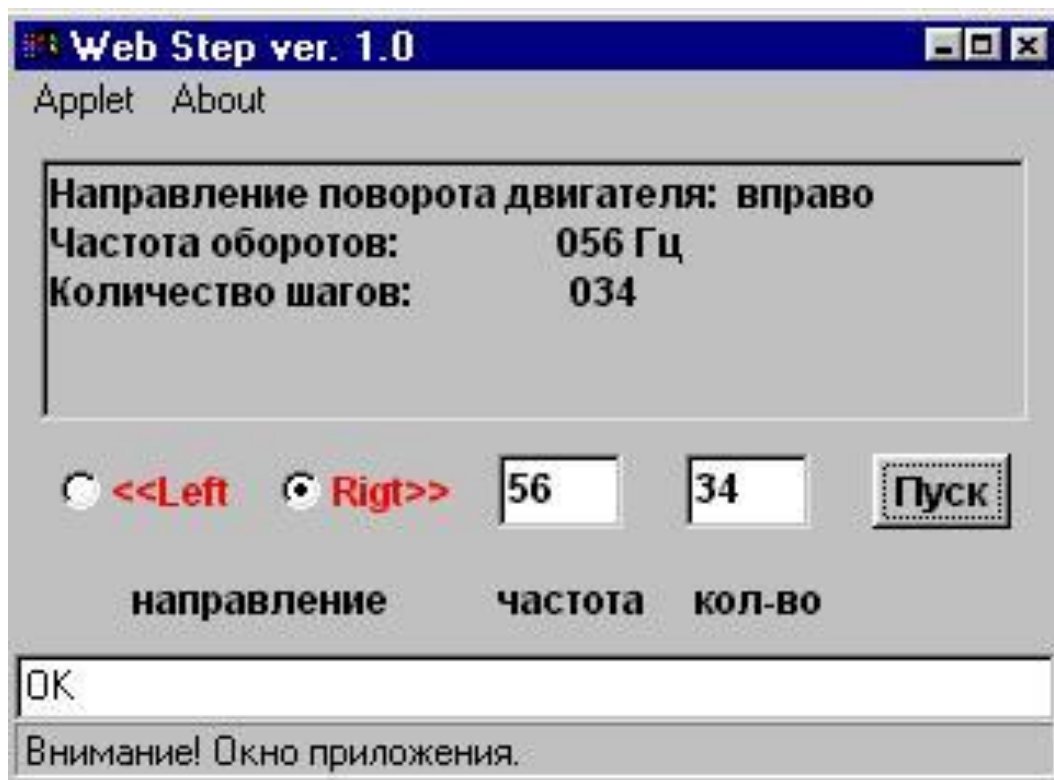 Web Step ver. 1.0
Applet About
Направление поворота двигателя: вправо
Частота оборотов: 056 Гц
Количество шагов: 034
<<Left Rigt>> 56 34 Пуск
направление частота кол-во
OK
Внимание! Окно приложения.